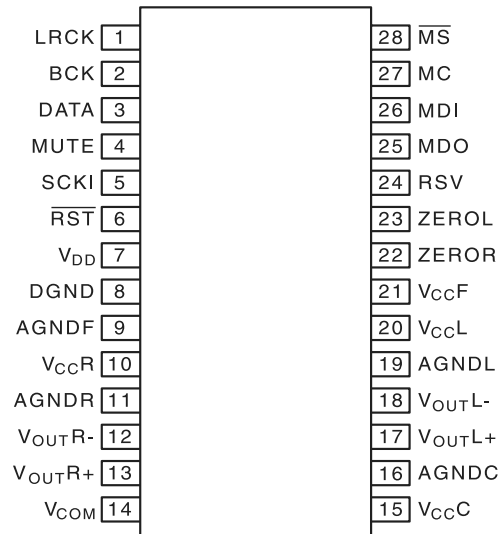 LRCK 1 28 M̅S̅
BCK 2 27 MC
DATA 3 26 MDI
MUTE 4 25 MDO
SCKI 5 24 RSV
R̅S̅T̅ 6 23 ZEROL
VDD 7 22 ZEROR
DGND 8 21 VCCF
AGNDF 9 20 VCCL
VCCR 10 19 AGNDL
AGNDR 11 18 VOUTL-
VOUTR- 12 17 VOUTL+
VOUTR+ 13 16 AGNDC
VCOM 14 15 VCCC